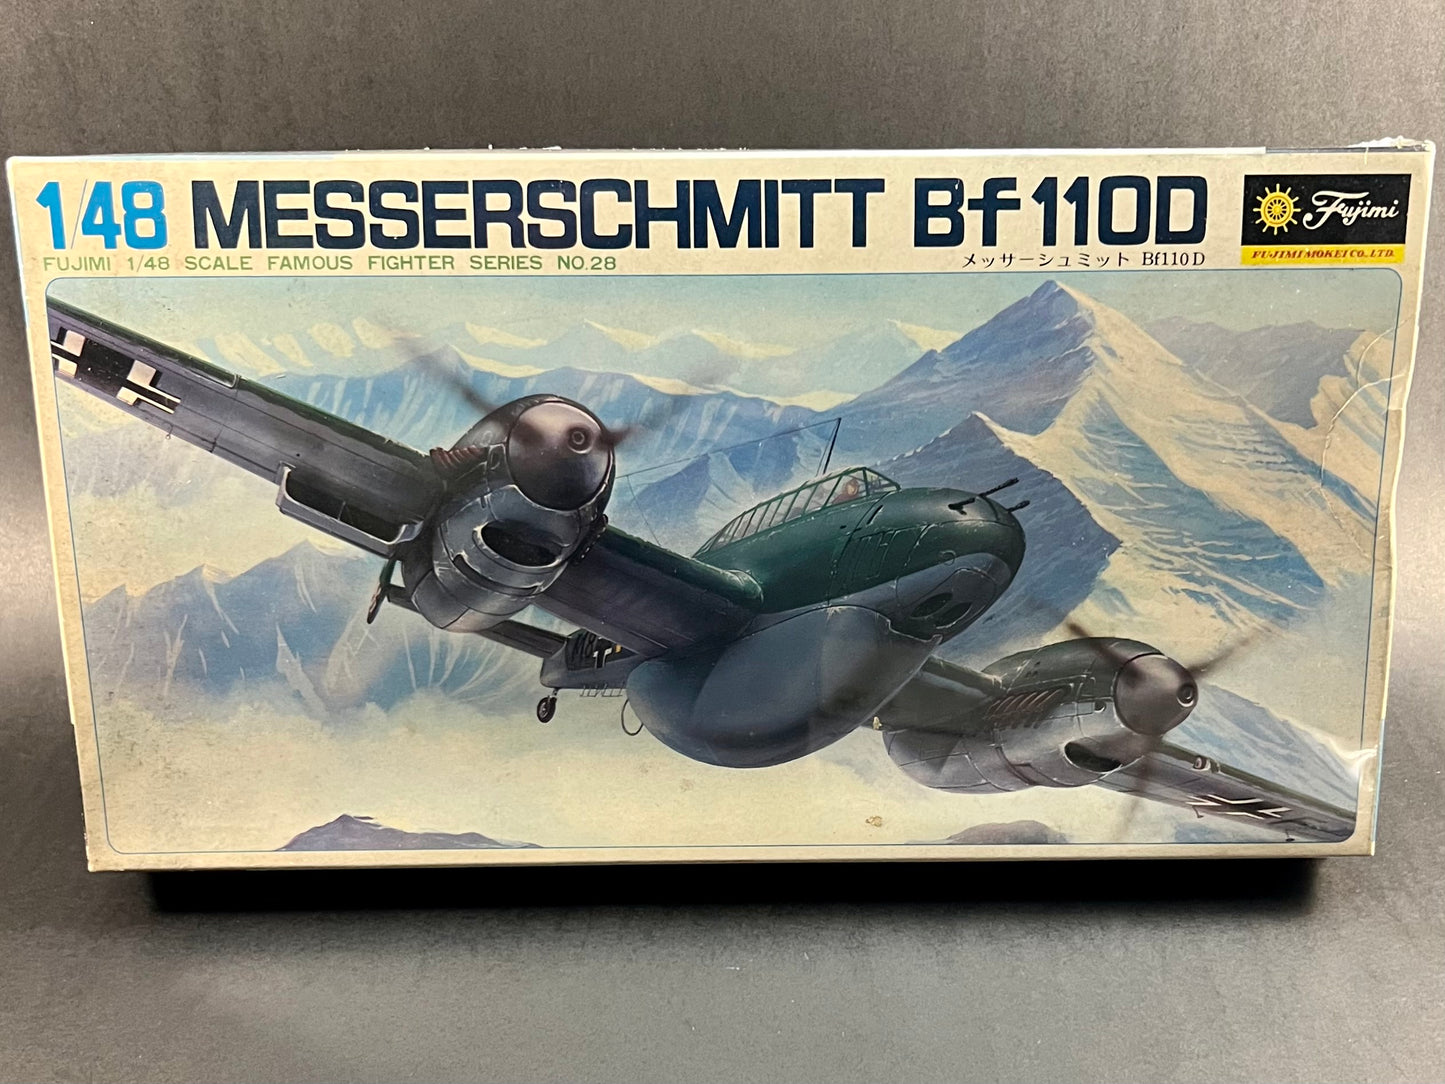 1/48 MESSERSCHMITT Bf110D
FUJIMI 1/48 SCALE FAMOUS FIGHTER SERIES NO.28
メッサーシュミット Bf110D
Fujimi
FUJIMI MOKEI CO.,LTD.
M8